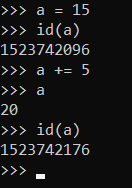 >>> a = 15
>>> id(a)
1523742096
>>> a += 5
>>> a
20
>>> id(a)
1523742176
>>>